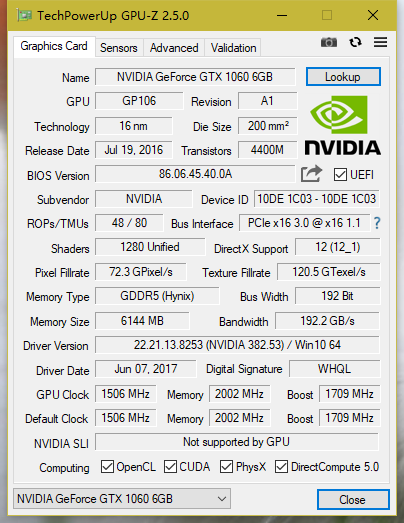 TechPowerUp GPU-Z 2.5.0
Graphics Card Sensors Advanced Validation
Name NVIDIA GeForce GTX 1060 6GB Lookup
GPU GP106 Revision A1
Technology 16 nm Die Size 200 mm²
Release Date Jul 19, 2016 Transistors 4400M
NVIDIA
BIOS Version 86.06.45.40.0A UEFI
Subvendor NVIDIA Device ID 10DE 1C03 - 10DE 1C03
ROPs/TMUs 48 / 80 Bus Interface PCIe x16 3.0 @ x16 1.1 ?
Shaders 1280 Unified DirectX Support 12 (12_1)
Pixel Fillrate 72.3 GPixel/s Texture Fillrate 120.5 GTexel/s
Memory Type GDDR5 (Hynix) Bus Width 192 Bit
Memory Size 6144 MB Bandwidth 192.2 GB/s
Driver Version 22.21.13.8253 (NVIDIA 382.53) / Win10 64
Driver Date Jun 07, 2017 Digital Signature WHQL
GPU Clock 1506 MHz Memory 2002 MHz Boost 1709 MHz
Default Clock 1506 MHz Memory 2002 MHz Boost 1709 MHz
NVIDIA SLI Not supported by GPU
Computing OpenCL CUDA PhysX DirectCompute 5.0
NVIDIA GeForce GTX 1060 6GB Close